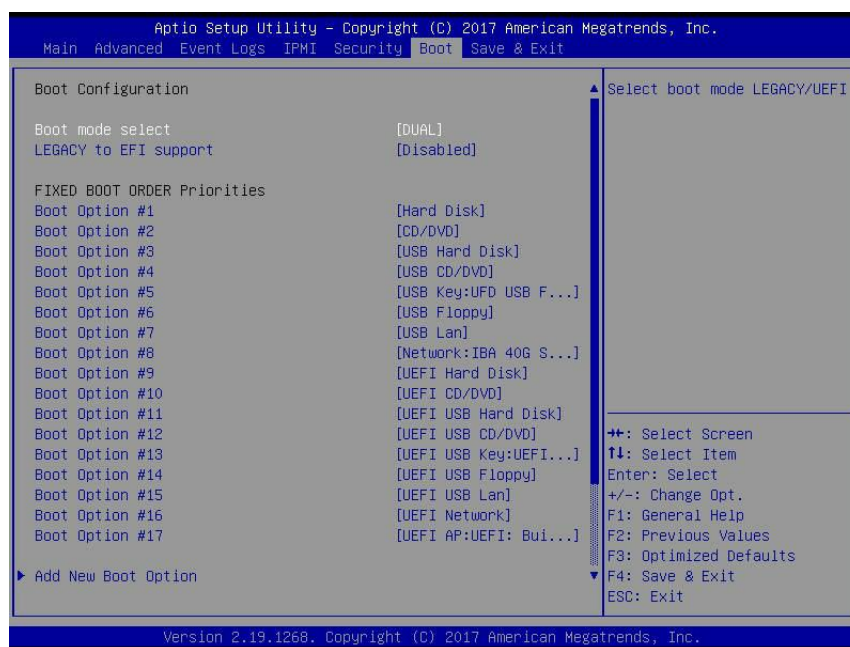 Aptio Setup Utility – Copyright (C) 2017 American Megatrends, Inc.
Main Advanced Event Logs IPMI Security Boot Save & Exit
Boot Configuration
Select boot mode LEGACY/UEFI
Boot mode select [DUAL]
LEGACY to EFI support [Disabled]
FIXED BOOT ORDER Priorities
Boot Option #1 [Hard Disk]
Boot Option #2 [CD/DVD]
Boot Option #3 [USB Hard Disk]
Boot Option #4 [USB CD/DVD]
Boot Option #5 [USB Key:UFD USB F...]
Boot Option #6 [USB Floppy]
Boot Option #7 [USB Lan]
Boot Option #8 [Network:IBA 40G S...]
Boot Option #9 [UEFI Hard Disk]
Boot Option #10 [UEFI CD/DVD]
Boot Option #11 [UEFI USB Hard Disk]
Boot Option #12 [UEFI USB CD/DVD]
Boot Option #13 [UEFI USB Key:UEFI...]
Boot Option #14 [UEFI USB Floppy]
Boot Option #15 [UEFI USB Lan]
Boot Option #16 [UEFI Network]
Boot Option #17 [UEFI AP:UEFI: Bui...]
Add New Boot Option
→←: Select Screen
↑↓: Select Item
Enter: Select
+/-: Change Opt.
F1: General Help
F2: Previous Values
F3: Optimized Defaults
F4: Save & Exit
ESC: Exit
Version 2.19.1268. Copyright (C) 2017 American Megatrends, Inc.